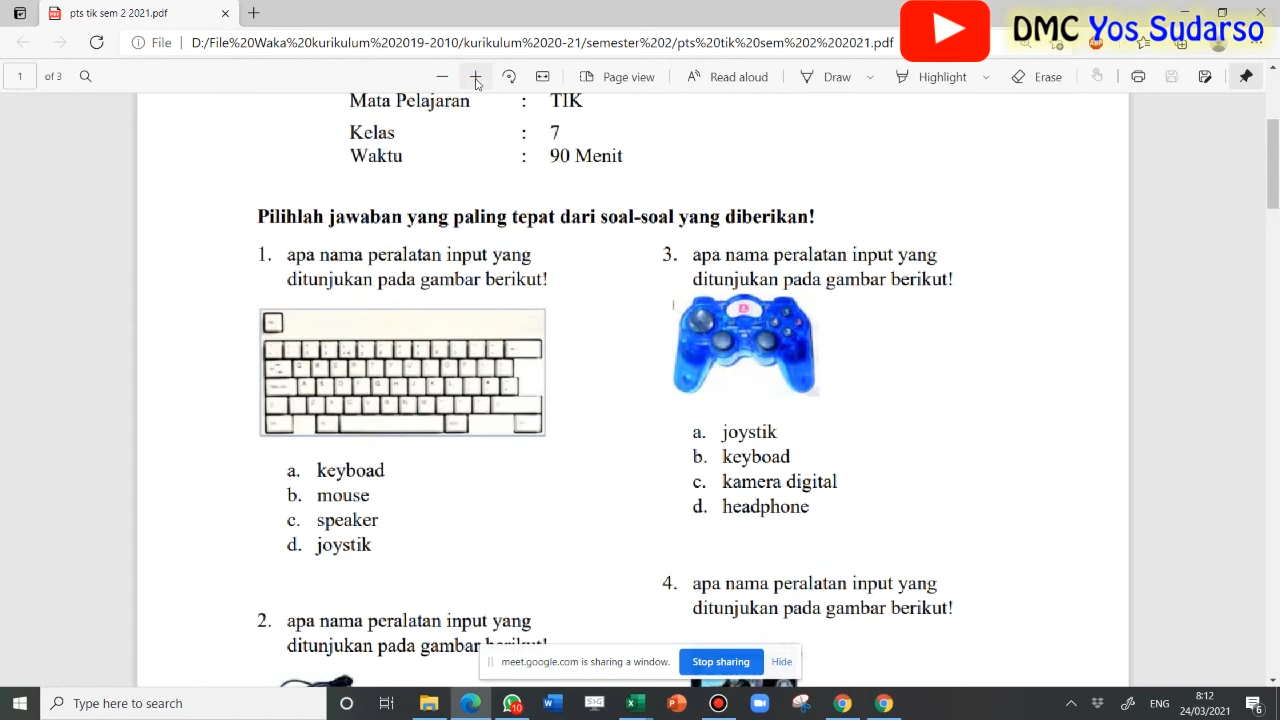 pts tik sem 2 2021.pdf
DMC Yos Sudarso
File
D:/File%20Waka%20kurikulum%202019-2010/kurikulum%2020-21/semester%202/pts%20tik%20sem%202%202021.pdf
1 of 3
Page view
Read aloud
Draw
Highlight
Erase
Mata Pelajaran : TIK
Kelas : 7
Waktu : 90 Menit
Pilihlah jawaban yang paling tepat dari soal-soal yang diberikan!
1. apa nama peralatan input yang
ditunjukan pada gambar berikut!
a. keyboad
b. mouse
c. speaker
d. joystik
2. apa nama peralatan input yang
ditunjukan pada gambar berikut!
3. apa nama peralatan input yang
ditunjukan pada gambar berikut!
a. joystik
b. keyboad
c. kamera digital
d. headphone
4. apa nama peralatan input yang
ditunjukan pada gambar berikut!
meet.google.com is sharing a window.
Stop sharing
Hide
Type here to search
10
ENG
8:12
24/03/2021
6